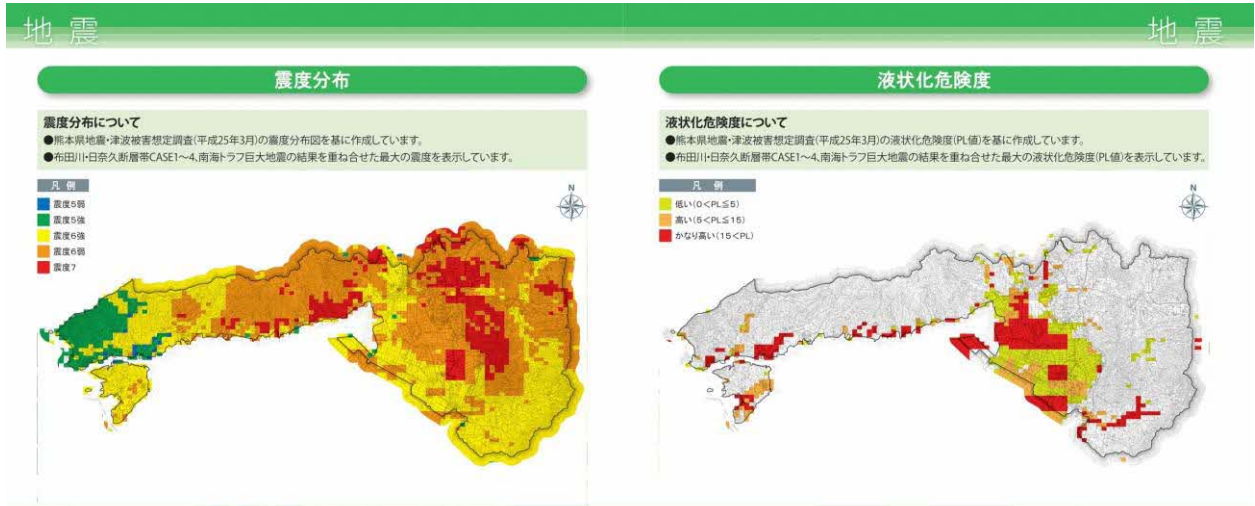 地 震
地 震
震度分布
震度分布について
●熊本県地震・津波被害想定調査(平成25年3月)の震度分布図を基に作成しています。
●布田川・日奈久断層帯CASE1〜4、南海トラフ巨大地震の結果を重ね合せた最大の震度を表示しています。
凡 例
震度5弱
震度5強
震度6強
震度6弱
震度7
N
液状化危険度
液状化危険度について
●熊本県地震・津波被害想定調査(平成25年3月)の液状化危険度(PL値)を基に作成しています。
●布田川・日奈久断層帯CASE1〜4、南海トラフ巨大地震の結果を重ね合せた最大の液状化危険度(PL値)を表示しています。
凡 例
低い(0<PL≦5)
高い(5<PL≦15)
かなり高い(15<PL)
N